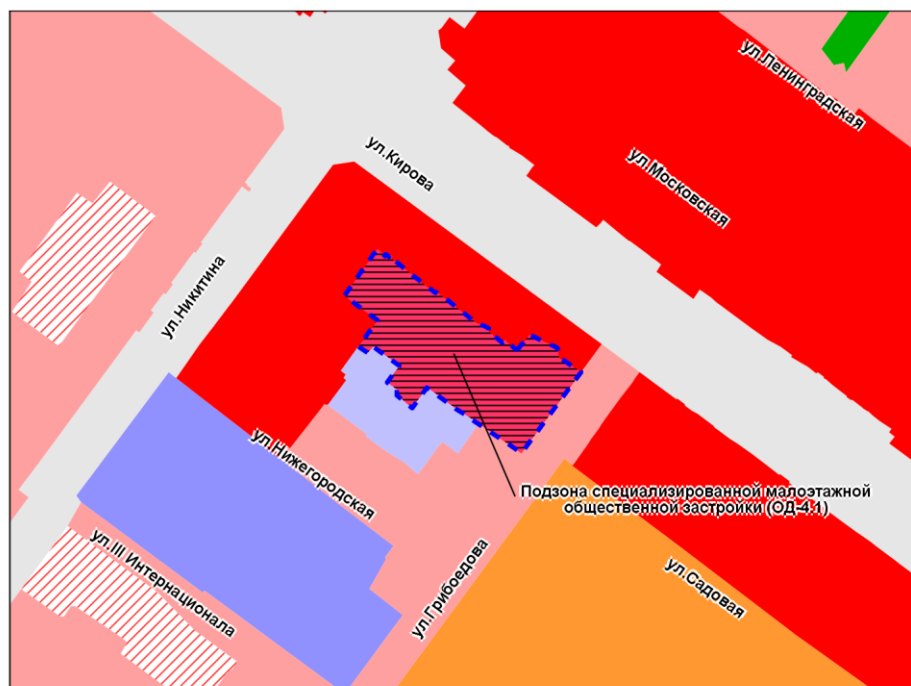 ул.Ленинградская
ул.Кирова
ул.Московская
ул.Никитина
ул.Нижегородская
Подзона специализированной малоэтажной
общественной застройки (ОД-4.1)
ул.III Интернационала
ул.Грибоедова
ул.Садовая